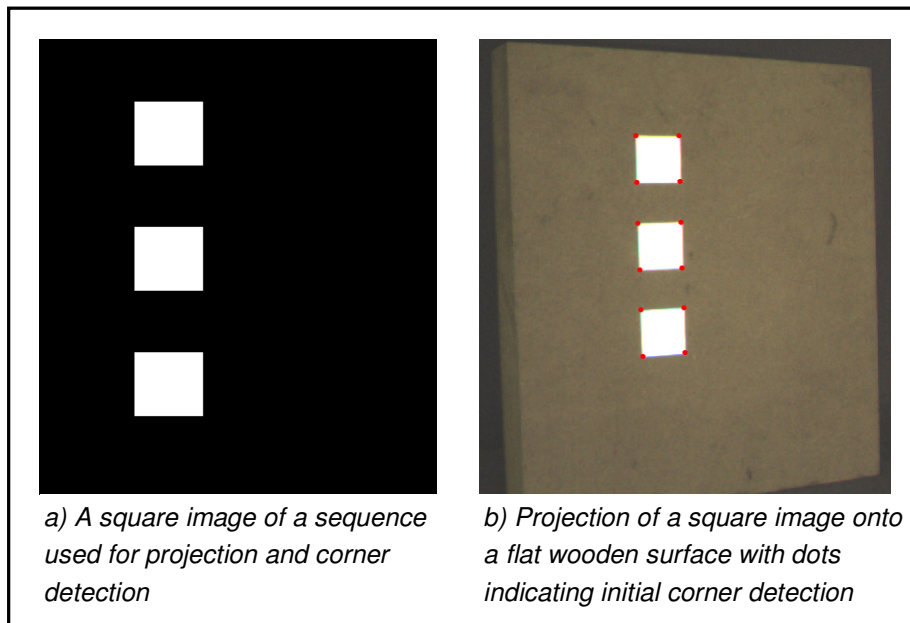 a) A square image of a sequence
used for projection and corner
detection
b) Projection of a square image onto
a flat wooden surface with dots
indicating initial corner detection